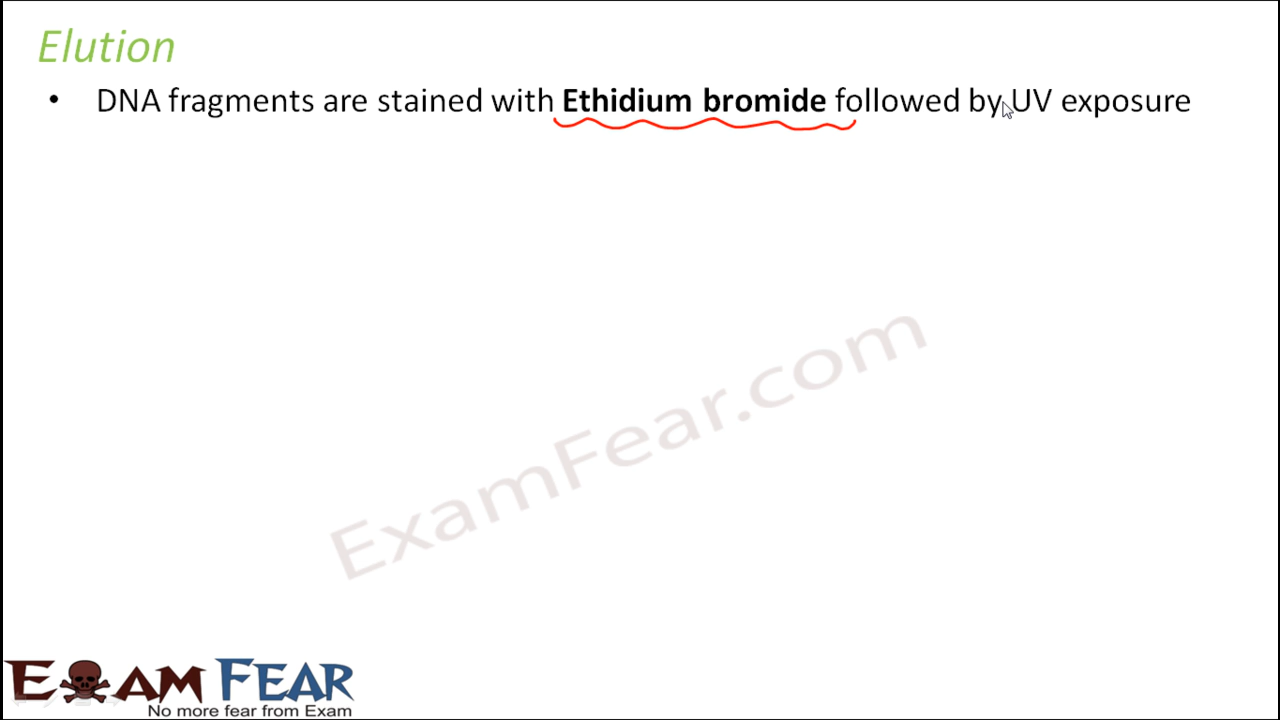 Elution
• DNA fragments are stained with Ethidium bromide followed by UV exposure
ExamFear.com
EXAM FEAR
No more fear from Exam